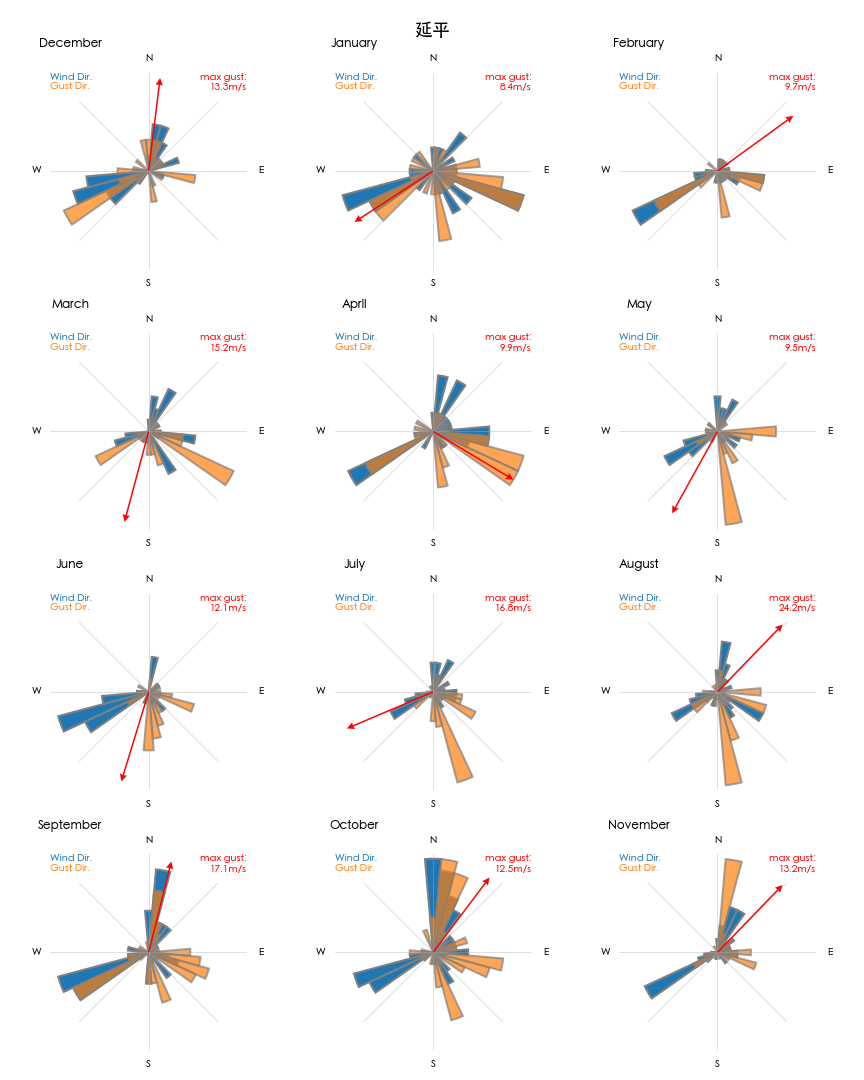 延平
December
January
February
N
N
N
Wind Dir.
Gust Dir.
max gust:
13.3m/s
Wind Dir.
Gust Dir.
max gust:
8.4m/s
Wind Dir.
Gust Dir.
max gust:
9.7m/s
W
E
W
E
W
E
S
S
S
March
April
May
N
N
N
Wind Dir.
Gust Dir.
max gust:
15.2m/s
Wind Dir.
Gust Dir.
max gust:
9.9m/s
Wind Dir.
Gust Dir.
max gust:
9.5m/s
W
E
W
E
W
E
S
S
S
June
July
August
N
N
N
Wind Dir.
Gust Dir.
max gust:
12.1m/s
Wind Dir.
Gust Dir.
max gust:
16.8m/s
Wind Dir.
Gust Dir.
max gust:
24.2m/s
W
E
W
E
W
E
S
S
S
September
October
November
N
N
N
Wind Dir.
Gust Dir.
max gust:
17.1m/s
Wind Dir.
Gust Dir.
max gust:
12.5m/s
Wind Dir.
Gust Dir.
max gust:
13.2m/s
W
E
W
E
W
E
S
S
S